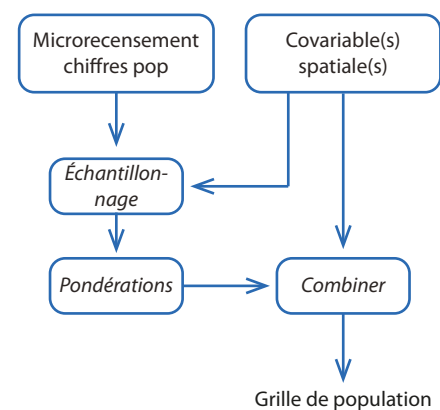 Microrecensement
chiffres pop
Covariable(s)
spatiale(s)
Échantillon-
nage
Pondérations
Combiner
Grille de population